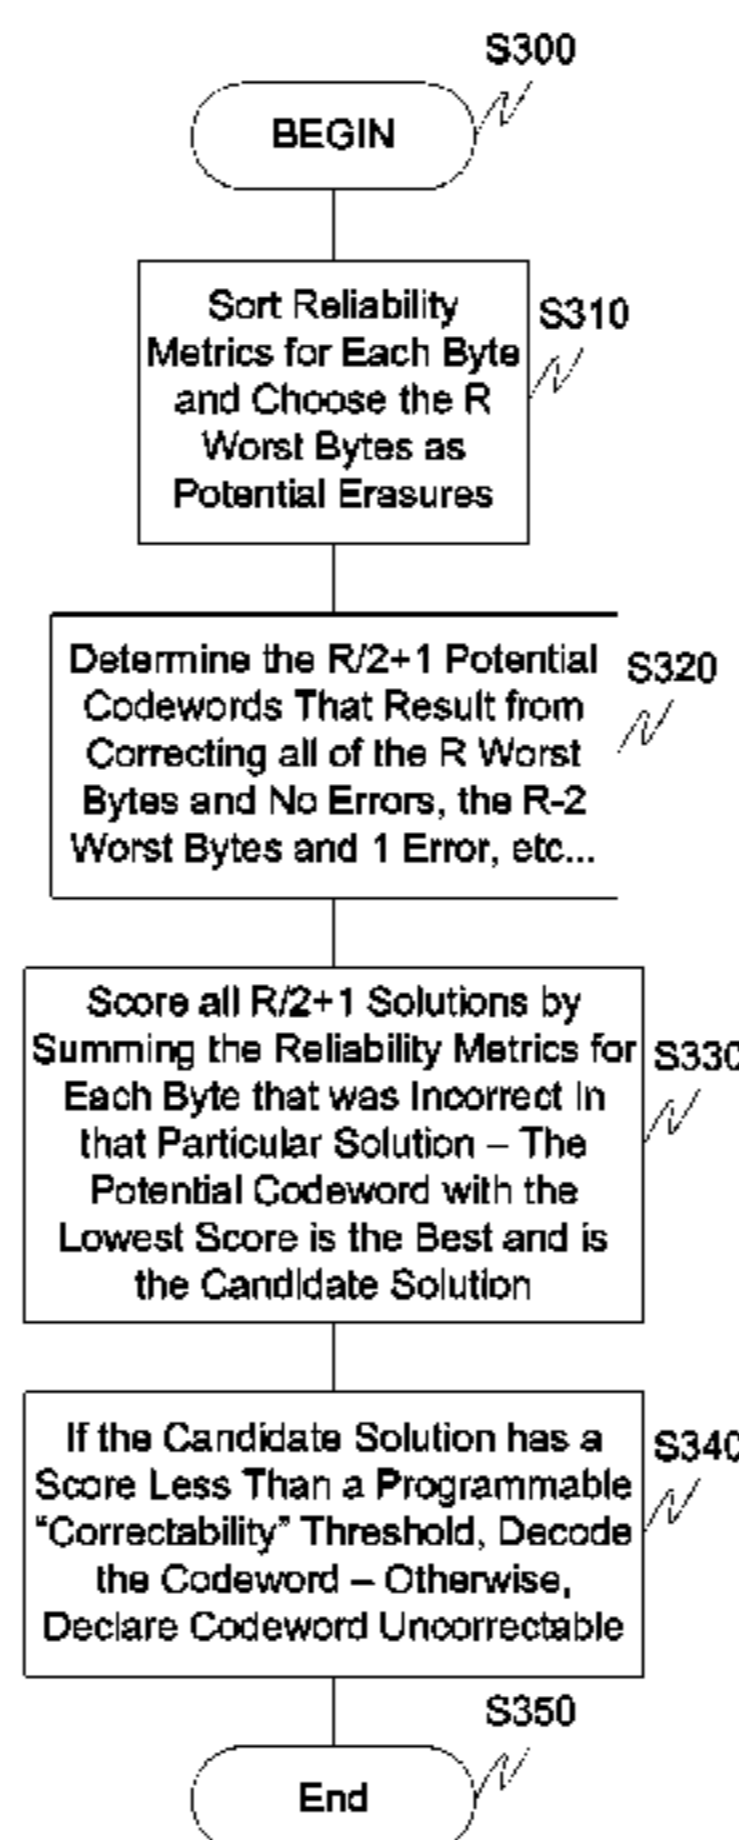 S300
BEGIN
Sort Reliability
Metrics for Each Byte
and Choose the R
Worst Bytes as
Potential Erasures
S310
Determine the R/2+1 Potential
Codewords That Result from
Correcting all of the R Worst
Bytes and No Errors, the R-2
Worst Bytes and 1 Error, etc...
S320
Score all R/2+1 Solutions by
Summing the Reliability Metrics for
Each Byte that was Incorrect in
that Particular Solution – The
Potential Codeword with the
Lowest Score is the Best and is
the Candidate Solution
S330
If the Candidate Solution has a
Score Less Than a Programmable
“Correctability” Threshold, Decode
the Codeword – Otherwise,
Declare Codeword Uncorrectable
S340
S350
End